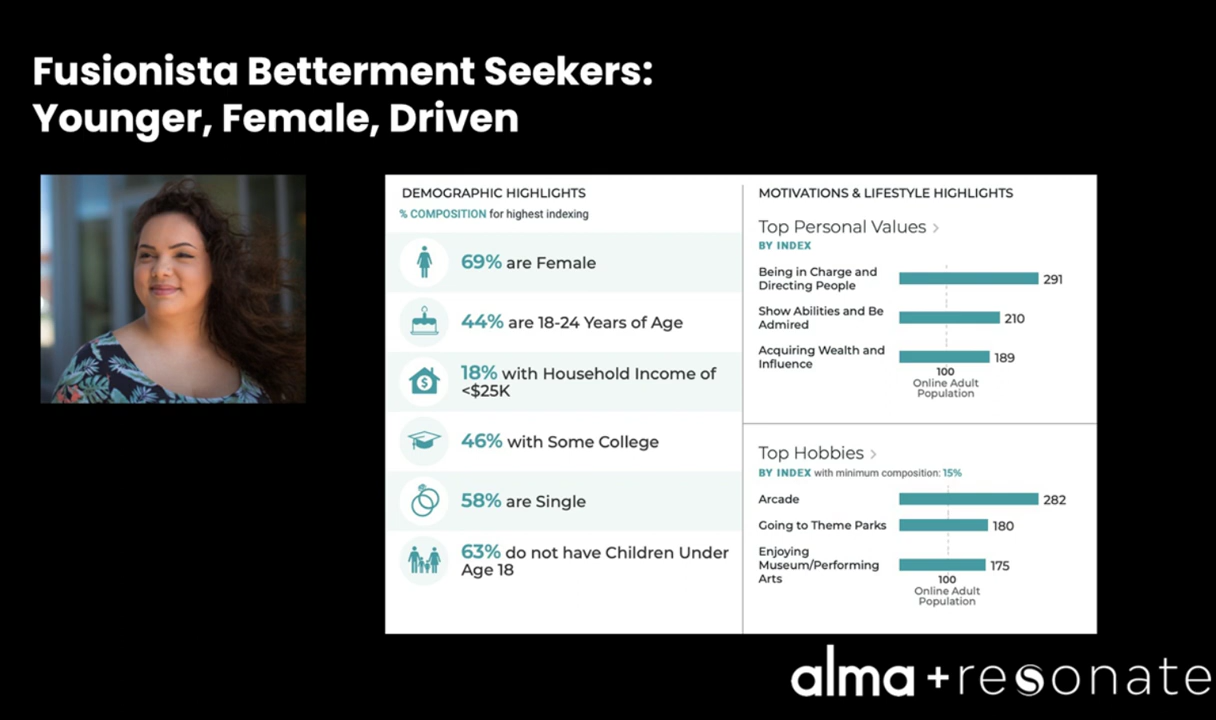 Fusionista Betterment Seekers:
Younger, Female, Driven
DEMOGRAPHIC HIGHLIGHTS
% COMPOSITION for highest indexing
69% are Female
44% are 18-24 Years of Age
18% with Household Income of
<$25K
46% with Some College
58% are Single
63% do not have Children Under
Age 18
MOTIVATIONS & LIFESTYLE HIGHLIGHTS
Top Personal Values >
BY INDEX
Being in Charge and
Directing People
291
Show Abilities and Be
Admired
210
Acquiring Wealth and
Influence
189
100
Online Adult
Population
Top Hobbies >
BY INDEX with minimum composition: 15%
Arcade 282
Going to Theme Parks 180
Enjoying
Museum/Performing
Arts
175
100
Online Adult
Population
alma + resonate